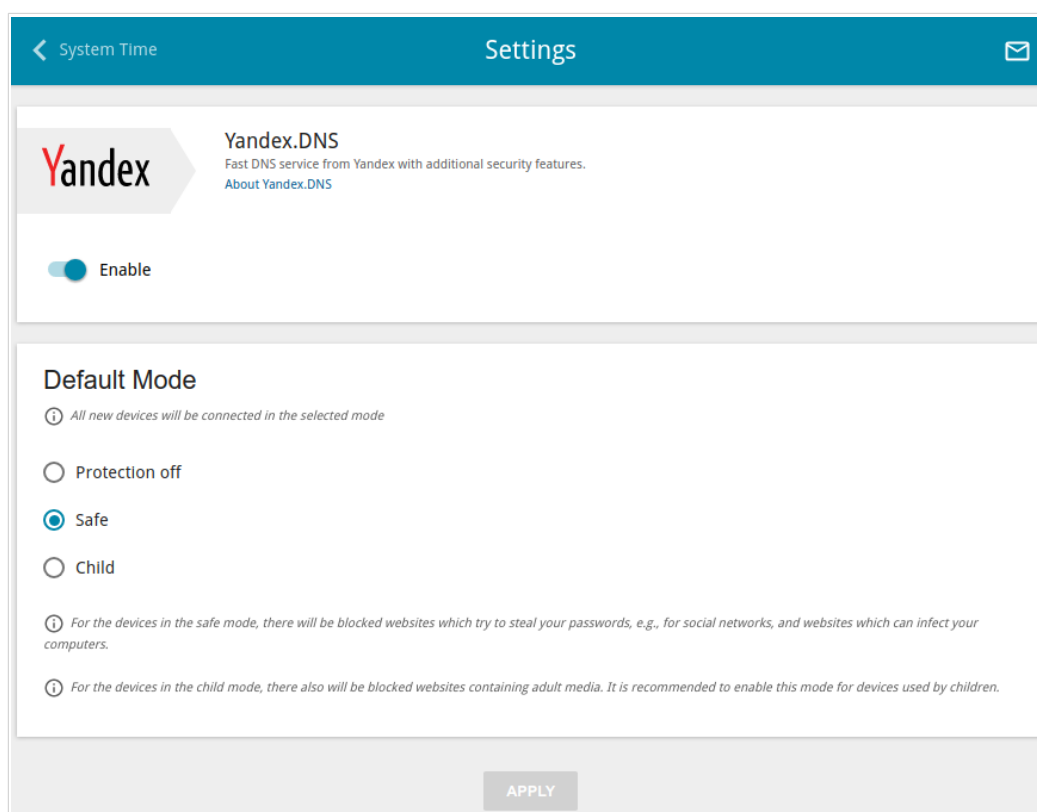 System Time
Settings
Yandex
Yandex.DNS
Fast DNS service from Yandex with additional security features.
About Yandex.DNS
Enable
Default Mode
All new devices will be connected in the selected mode
Protection off
Safe
Child
For the devices in the safe mode, there will be blocked websites which try to steal your passwords, e.g., for social networks, and websites which can infect your
computers.
For the devices in the child mode, there also will be blocked websites containing adult media. It is recommended to enable this mode for devices used by children.
APPLY